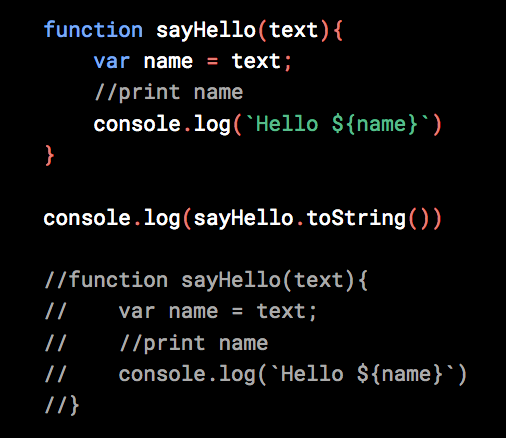 function sayHello(text){
    var name = text;
    //print name
    console.log(`Hello ${name}`)
}

console.log(sayHello.toString())

//function sayHello(text){
//    var name = text;
//    //print name
//    console.log(`Hello ${name}`)
//}